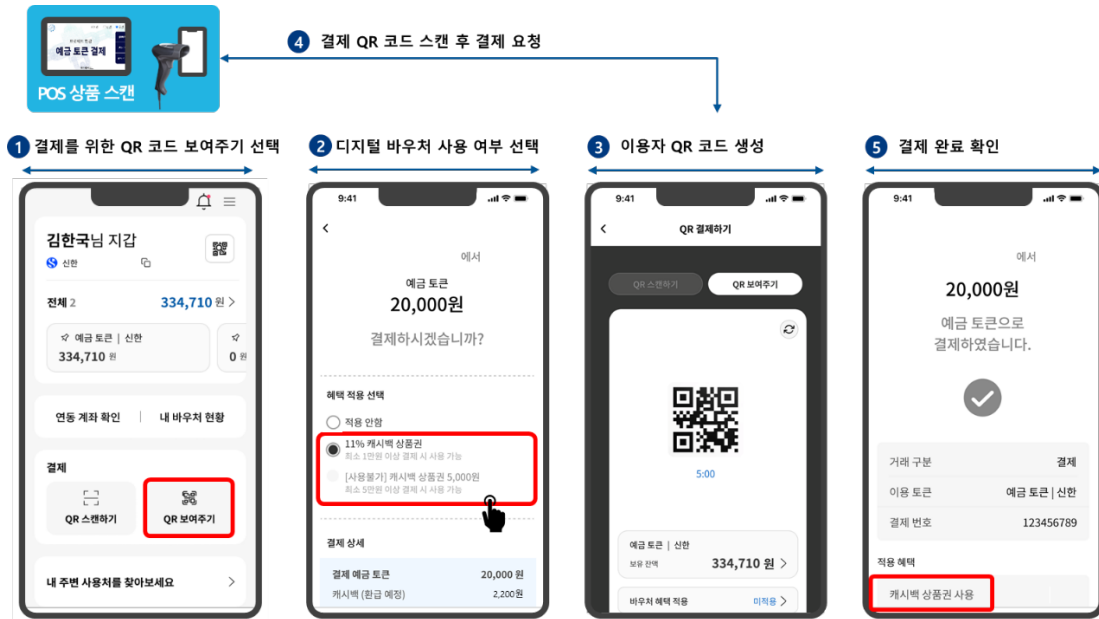 예금 토큰 결제
POS 상품 스캔
4 결제 QR 코드 스캔 후 결제 요청
1 결제를 위한 QR 코드 보여주기 선택
김한국님 지갑
신한
전체 2
334,710 원 >
예금 토큰 | 신한
334,710 원
0 원
연동 계좌 확인 | 내 바우처 현황
결제
QR 스캔하기
QR 보여주기
내 주변 사용처를 찾아보세요 >
2 디지털 바우처 사용 여부 선택
9:41
<
에서
예금 토큰
20,000원
결제하시겠습니까?
혜택 적용 선택
적용 안함
11% 캐시백 상품권
최소 1만원 이상 결제 시 사용 가능
[사용불가] 캐시백 상품권 5,000원
최소 5만원 이상 결제 시 사용 가능
결제 상세
결제 예금 토큰 20,000 원
캐시백 (환급 예정) 2,200원
3 이용자 QR 코드 생성
9:41
< QR 결제하기
QR 스캔하기
QR 보여주기
5:00
예금 토큰 | 신한
보유 잔액 334,710 원 >
바우처 혜택 적용 미적용 >
5 결제 완료 확인
9:41
에서
20,000원
예금 토큰으로
결제하였습니다.
거래 구분 결제
이용 토큰 예금 토큰 | 신한
결제 번호 123456789
적용 혜택
캐시백 상품권 사용